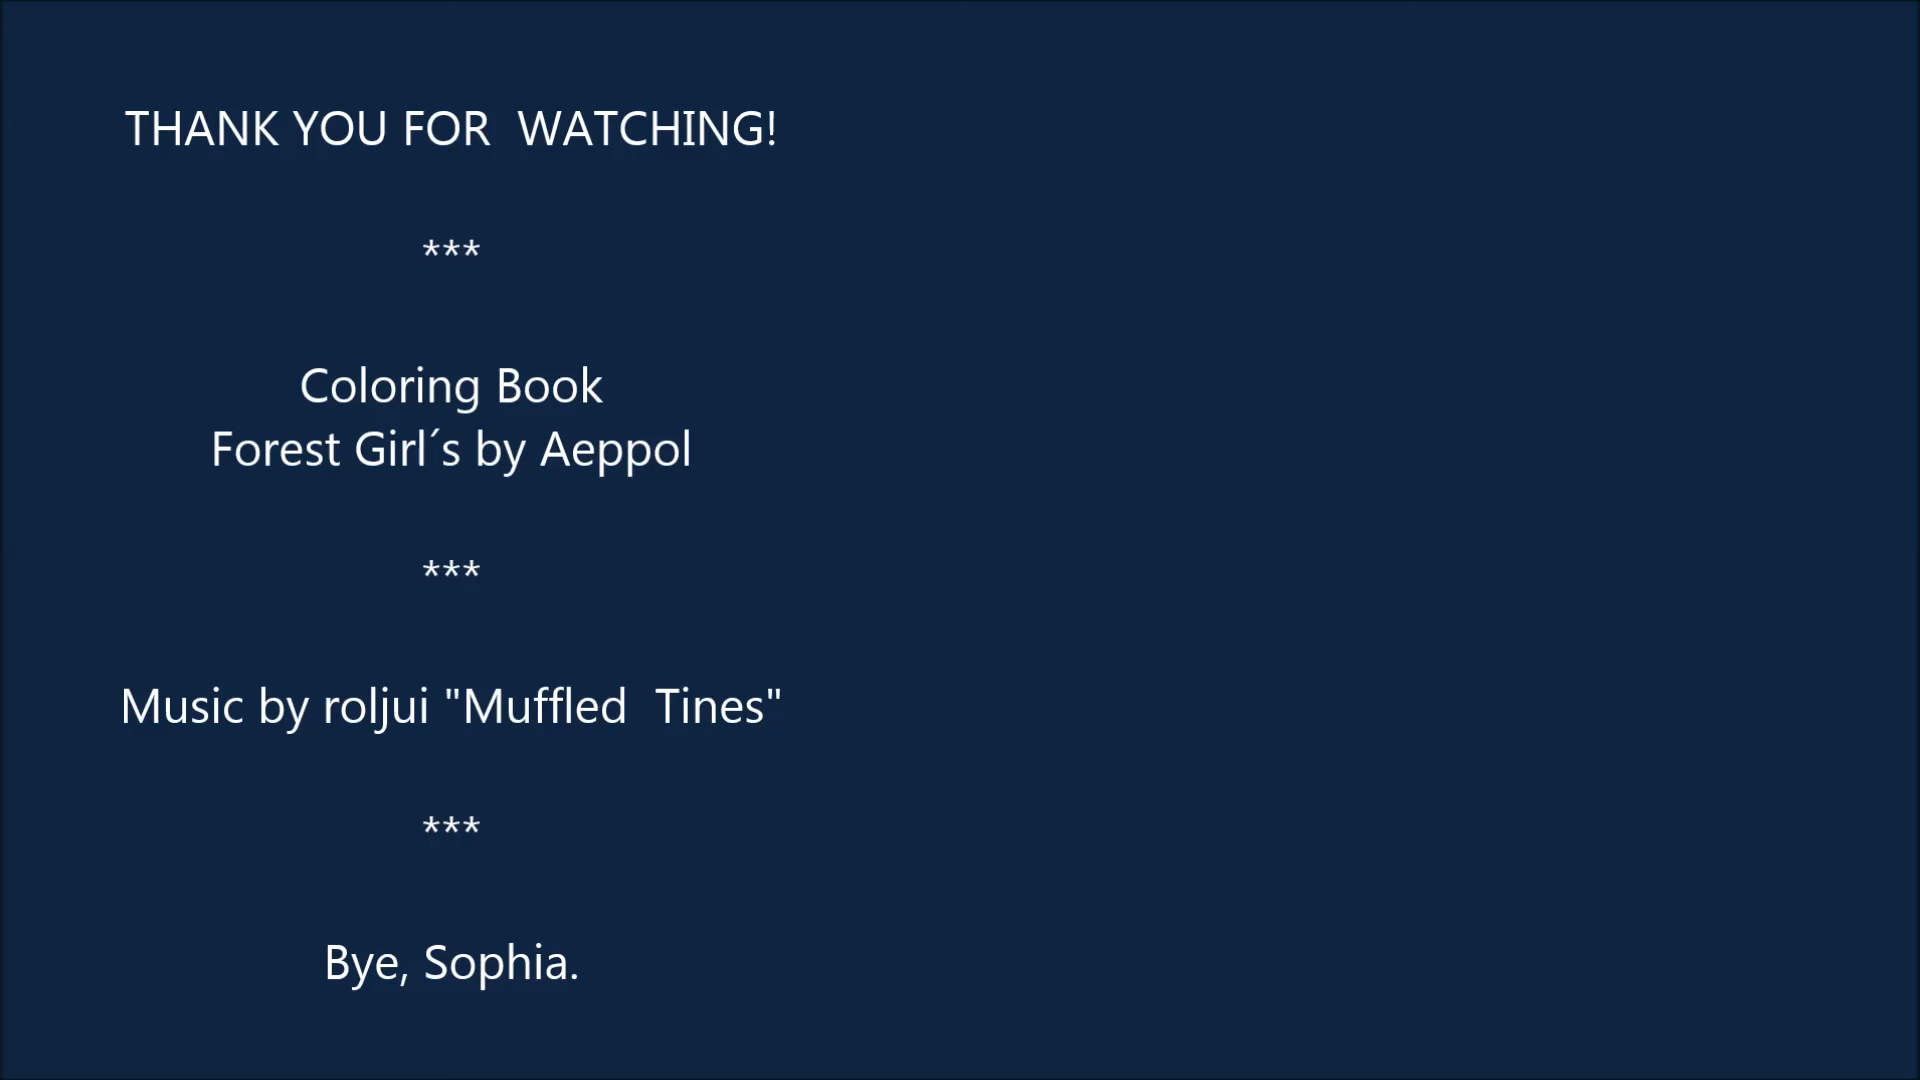 THANK YOU FOR  WATCHING!
***
Coloring Book
Forest Girl´s by Aeppol
***
Music by roljui "Muffled  Tines"
***
Bye, Sophia.